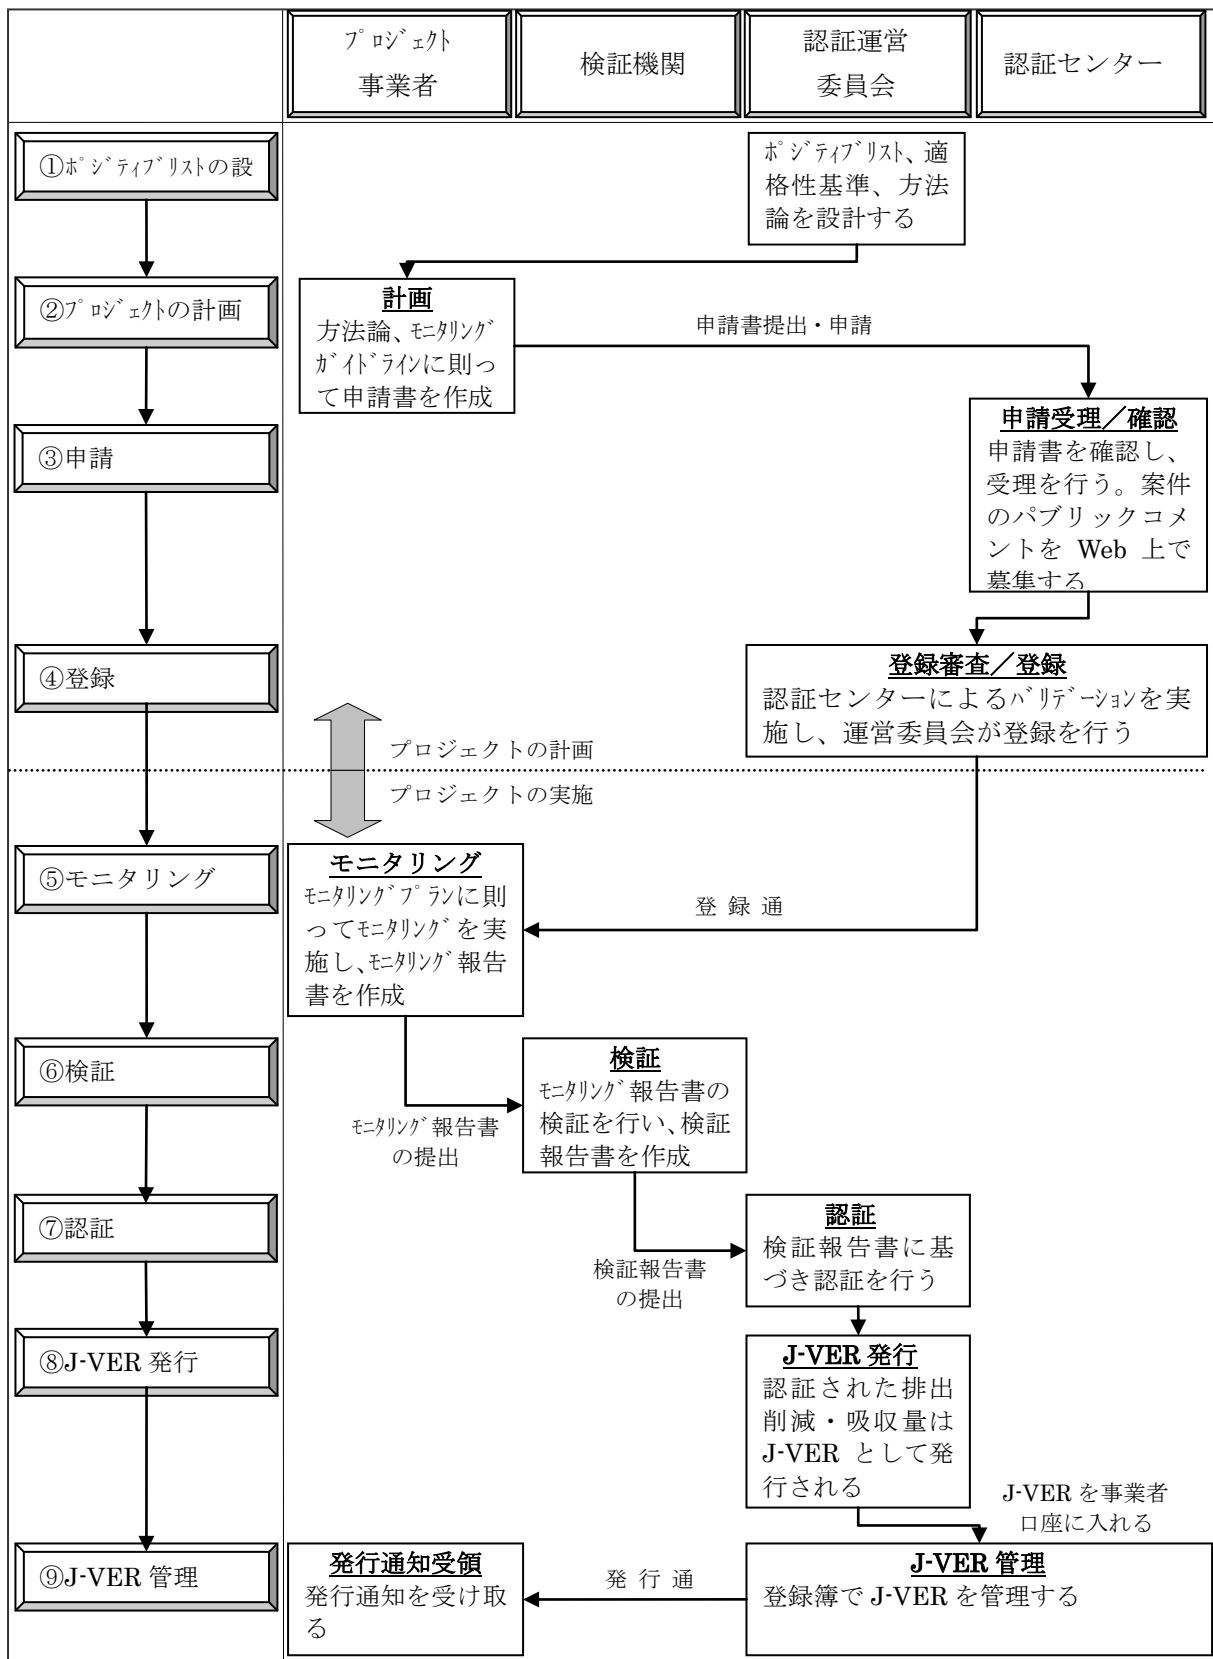 ﾌﾟﾛｼﾞｪｸﾄ
事業者
検証機関
認証運営
委員会
認証センター
①ﾎﾟｼﾞﾃｨﾌﾞﾘｽﾄの設
ﾎﾟｼﾞﾃｨﾌﾞﾘｽﾄ、適
格性基準、方法
論を設計する
②ﾌﾟﾛｼﾞｪｸﾄの計画
計画
方法論、ﾓﾆﾀﾘﾝｸﾞ
ｶﾞｲﾄﾞﾗｲﾝに則っ
て申請書を作成
申請書提出・申請
③申請
申請受理／確認
申請書を確認し、
受理を行う。案件
のパブリックコメ
ントを Web 上で
募集する
④登録
登録審査／登録
認証センターによるﾊﾞﾘﾃﾞｰｼｮﾝを実
施し、運営委員会が登録を行う
プロジェクトの計画
プロジェクトの実施
⑤モニタリング
モニタリング
ﾓﾆﾀﾘﾝｸﾞﾌﾟﾗﾝに則
ってﾓﾆﾀﾘﾝｸﾞを実
施し、ﾓﾆﾀﾘﾝｸﾞ報告
書を作成
登 録 通
⑥検証
検証
ﾓﾆﾀﾘﾝｸﾞ報告書の
検証を行い、検証
報告書を作成
ﾓﾆﾀﾘﾝｸﾞ報告書
の提出
⑦認証
認証
検証報告書に基
づき認証を行う
検証報告書
の提出
⑧J-VER 発行
J-VER 発行
認証された排出
削減・吸収量は
J-VER として発
行される
J-VER を事業者
口座に入れる
⑨J-VER 管理
発行通知受領
発行通知を受け取
る
発 行 通
J-VER 管理
登録簿で J-VER を管理する